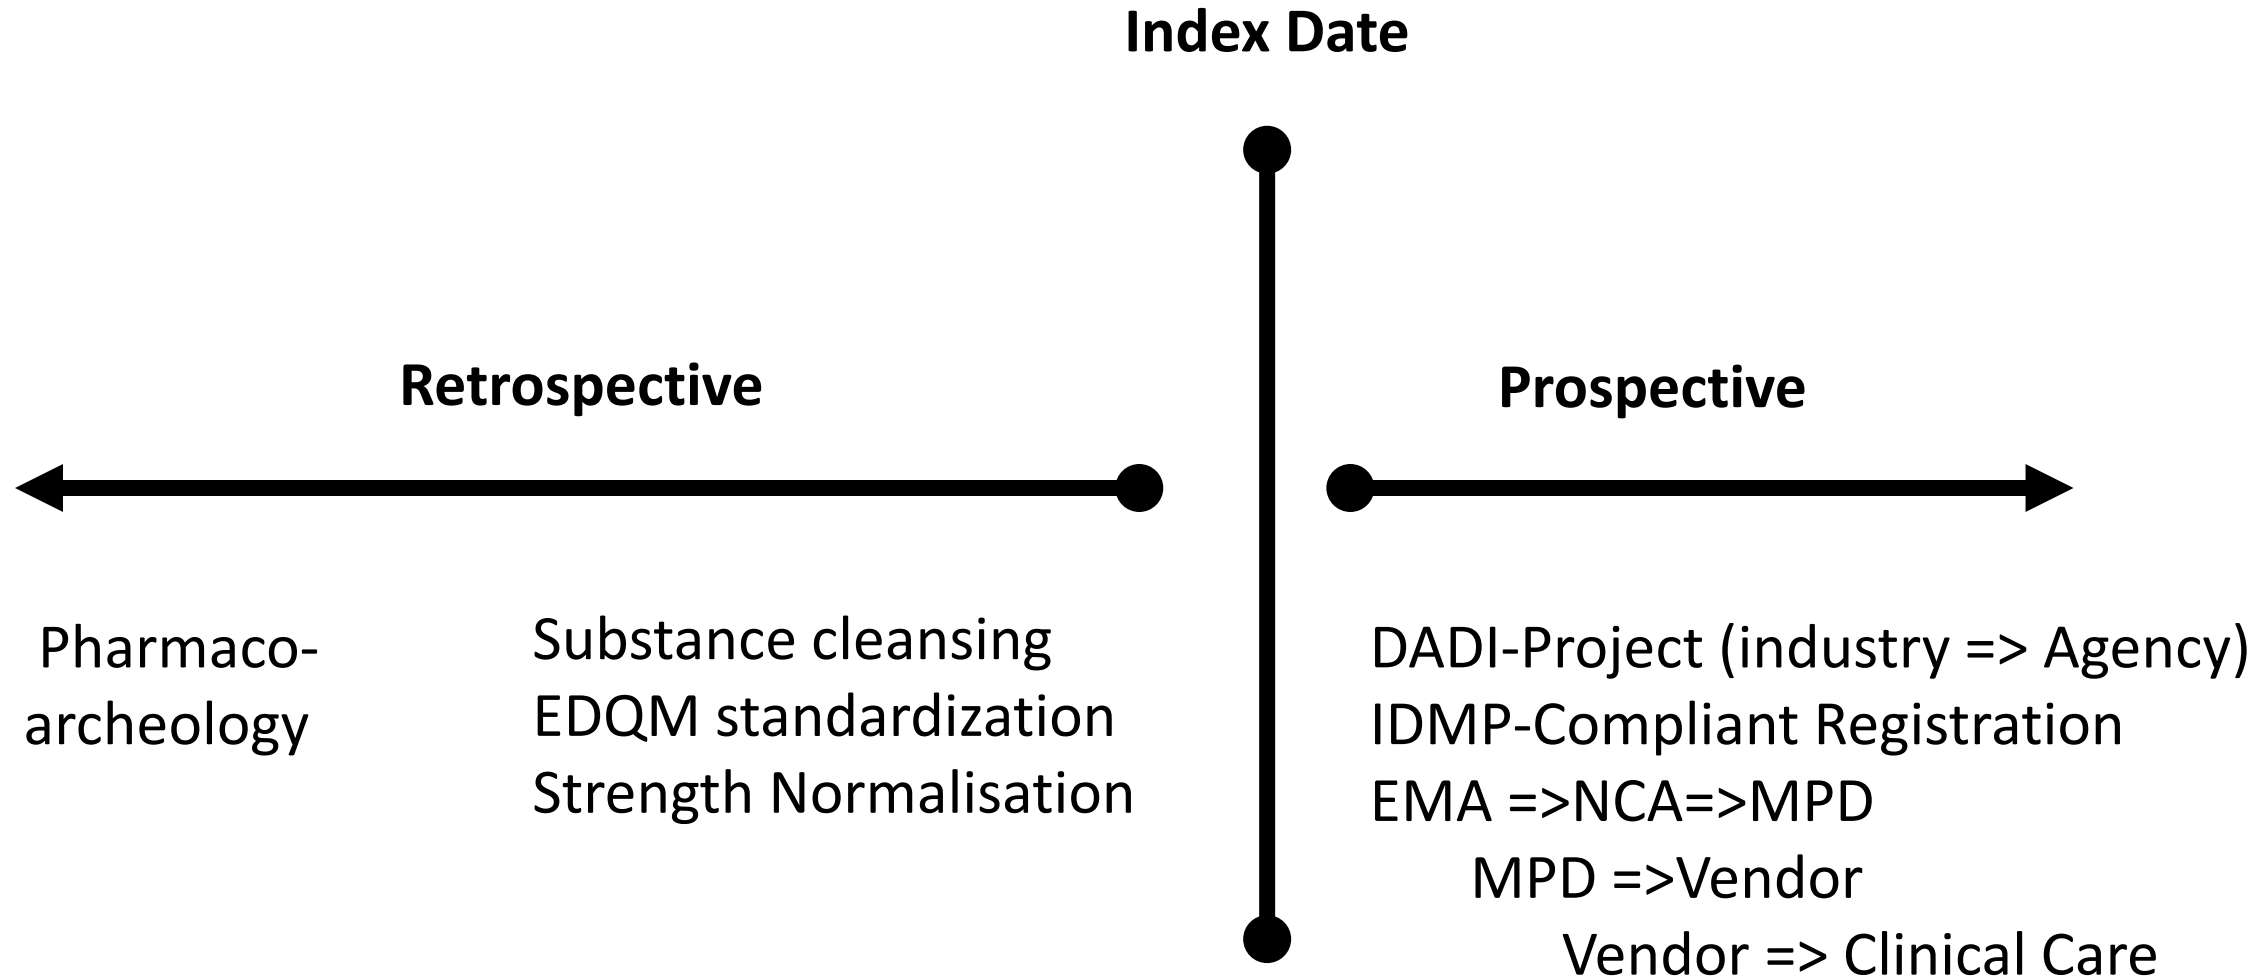 Index Date
Retrospective
Prospective
Pharmaco-
archeology
Substance cleansing
EDQM standardization
Strength Normalisation
DADI-Project (industry => Agency)
IDMP-Compliant Registration
EMA =>NCA=>MPD
MPD =>Vendor
Vendor => Clinical Care